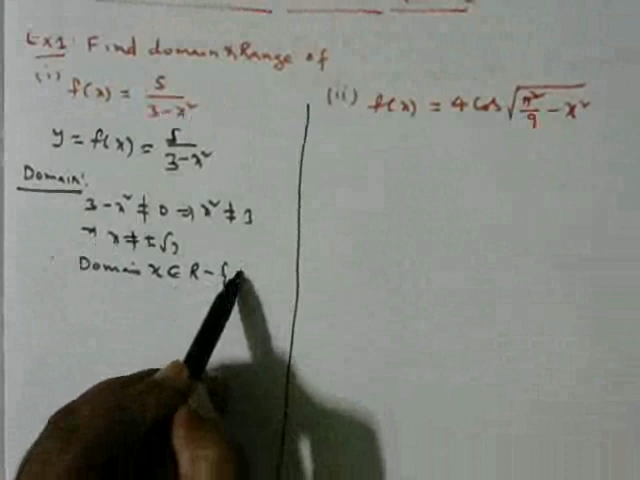 Ex1: Find domain & Range of
(i) f(x) = 5/(3-x²)
y = f(x) = 5/(3-x²)
Domain:
3-x² ≠ 0 ⇒ x² ≠ 3
⇒ x ≠ ±√3
Domain x ∈ R - {
(ii) f(x) = 4 cos √(π²/9 - x²)